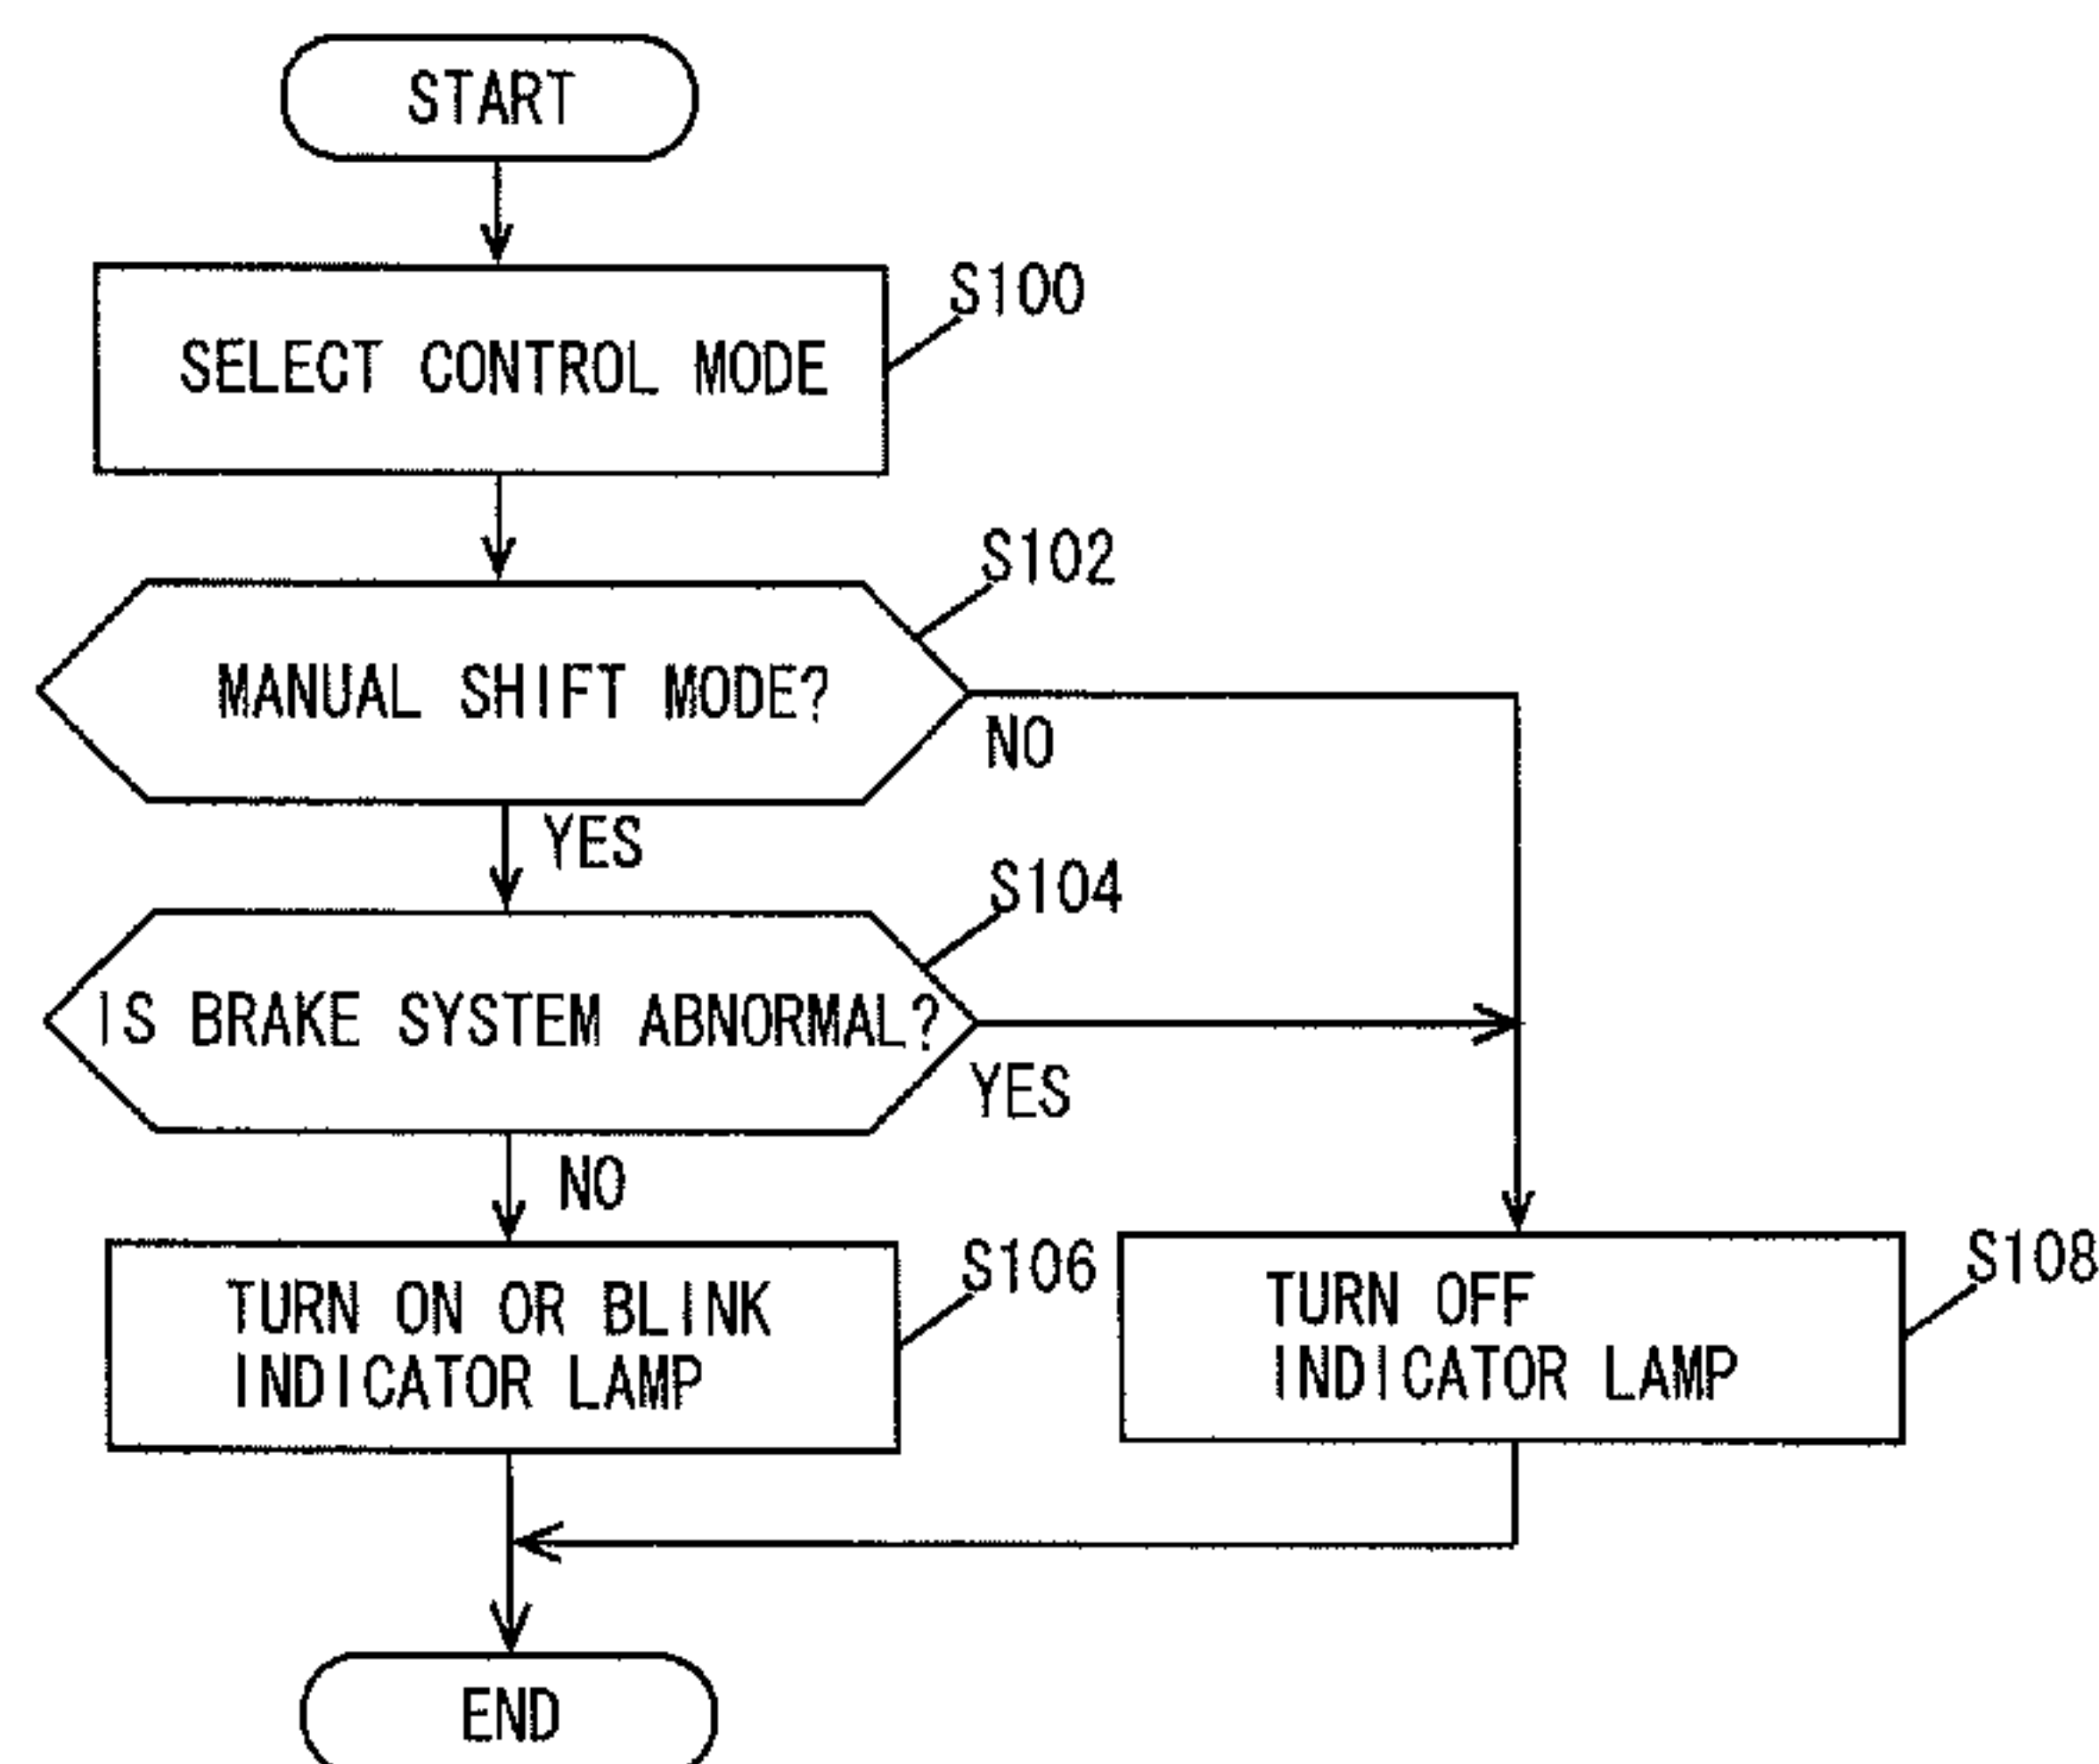 START
SELECT CONTROL MODE
S100
MANUAL SHIFT MODE?
S102
NO
YES
IS BRAKE SYSTEM ABNORMAL?
S104
YES
NO
TURN ON OR BLINK
INDICATOR LAMP
S106
TURN OFF
INDICATOR LAMP
S108
END